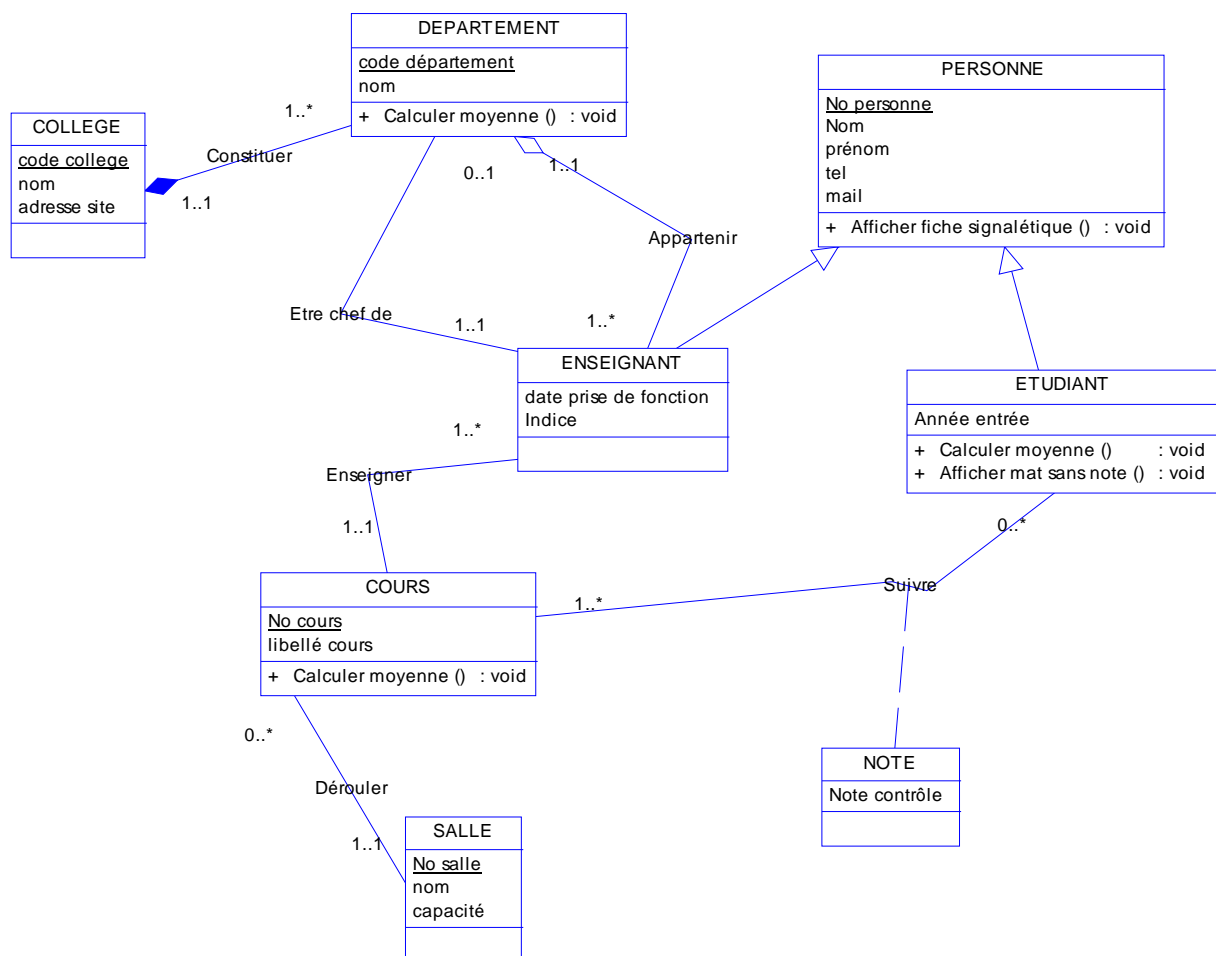 DEPARTEMENT
code département
nom
+ Calculer moyenne () : void
PERSONNE
No personne
Nom
prénom
tel
mail
+ Afficher fiche signalétique () : void
COLLEGE
code college
nom
adresse site
1..*
Constituer
1..1
0..1
1..1
Appartenir
Etre chef de
1..1
1..*
ENSEIGNANT
date prise de fonction
Indice
ETUDIANT
Année entrée
+ Calculer moyenne () : void
+ Afficher mat sans note () : void
1..*
Enseigner
1..1
0..*
Suivre
1..*
COURS
No cours
libellé cours
+ Calculer moyenne () : void
0..*
Dérouler
1..1
NOTE
Note contrôle
SALLE
No salle
nom
capacité